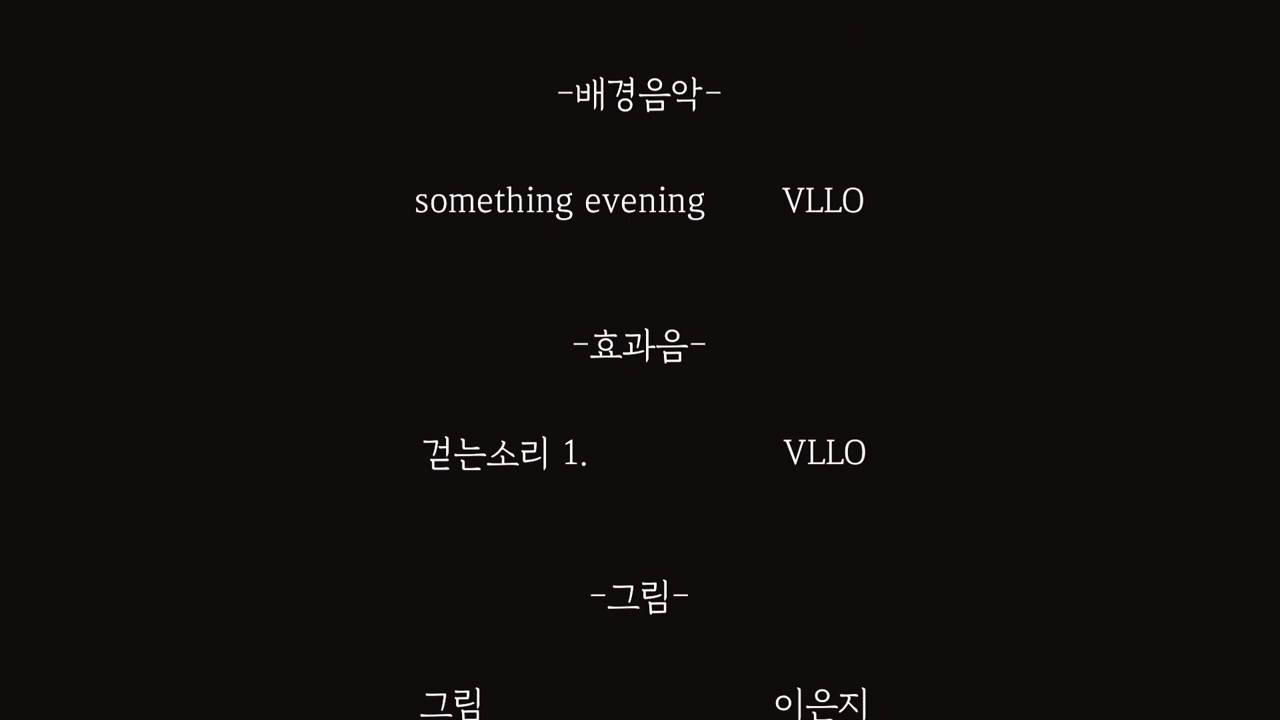 -배경음악-
something evening VLLO
-효과음-
걷는소리 1. VLLO
-그림-
그림 이은지